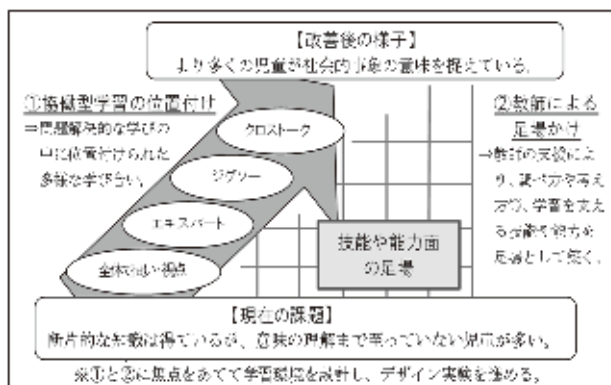 【改善後の様子】
より多くの児童が社会的事象の意味を捉えている。
①協働型学習の位置付け
⇒問題解決的な学びの
中に位置付けられた
多様な学び合い。
クロストーク
ジグソー
エキスパート
全体で問い・視点
②教師による
足場かけ
⇒教師の支援によ
り、調べ方や考え
方等、学習を支え
る技能や能力を
足場として築く。
技能や能力面
の足場
【現在の課題】
断片的な知識は得ているが、意味の理解まで至っていない児童が多い。
※①と②に焦点をあてて学習環境を設計し、デザイン実験を進める。